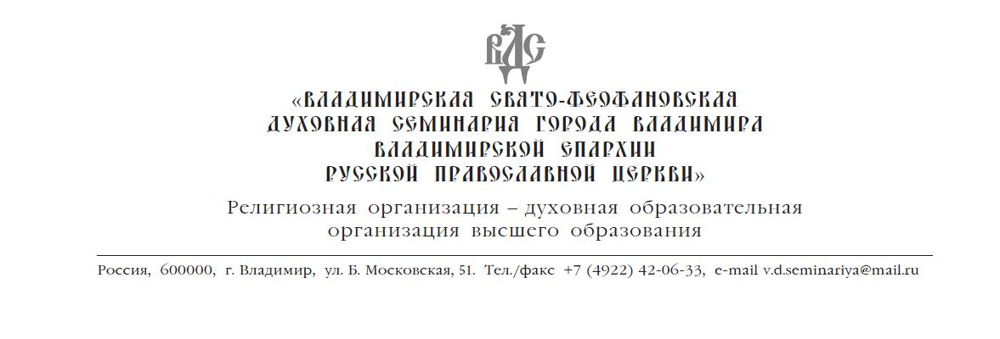 ВДС
«ВЛАДИМИРСКАЯ СВЯТО-ФЕОФАНОВСКАЯ
ДУХОВНАЯ СЕМИНАРИЯ ГОРОДА ВЛАДИМИРА
ВЛАДИМИРСКОЙ ЕПАРХИИ
РУССКОЙ ПРАВОСЛАВНОЙ ЦЕРКВИ»
Религиозная организация – духовная образовательная
организация высшего образования
Россия, 600000, г. Владимир, ул. Б. Московская, 51. Тел./факс +7 (4922) 42-06-33, e-mail v.d.seminariya@mail.ru